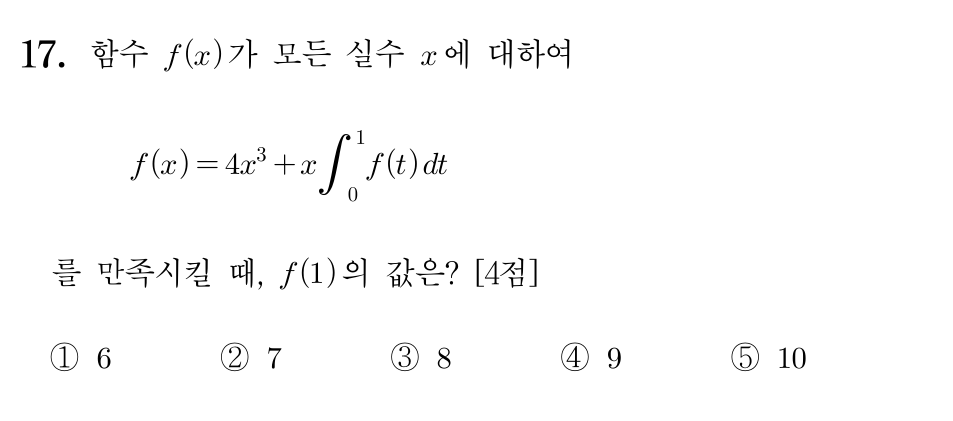 17. 함수 f(x)가 모든 실수 x에 대하여
f(x) = 4x³ + x∫₀¹ f(t) dt
를 만족시킬 때, f(1)의 값은? [4점]
① 6 ② 7 ③ 8 ④ 9 ⑤ 10